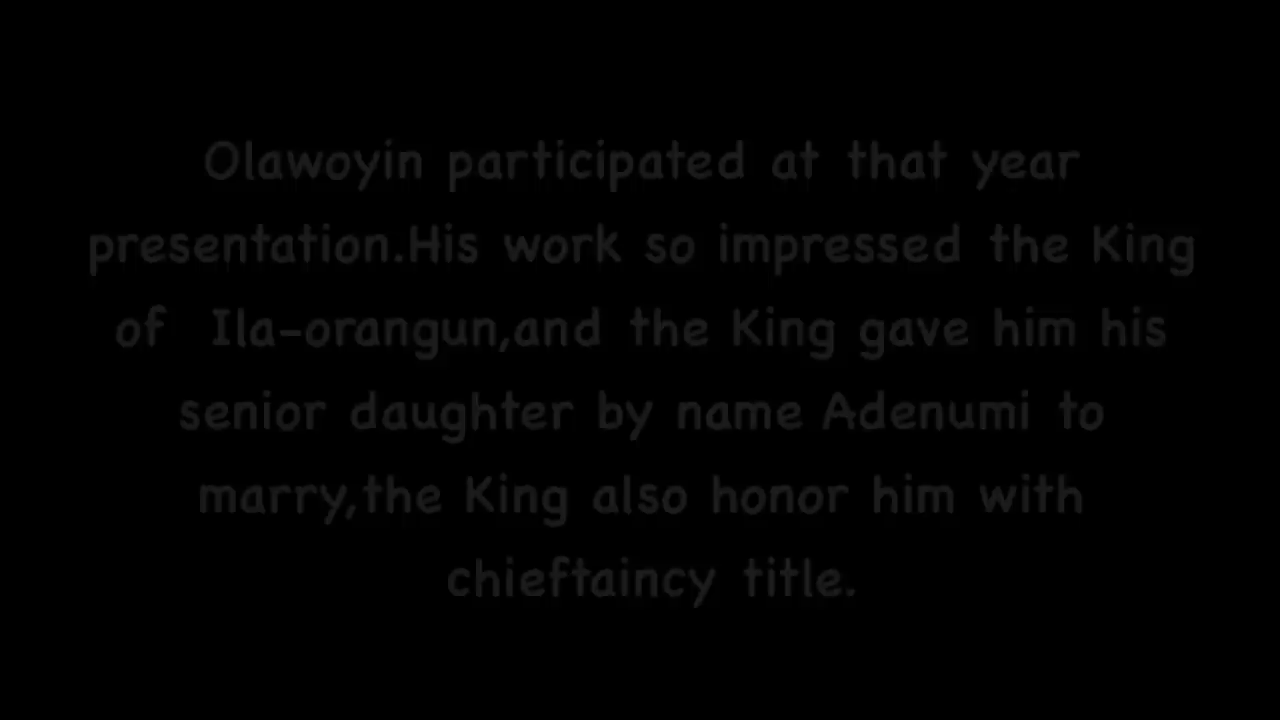 Olawoyin participated at that year
presentation.His work so impressed the King
of Ila-orangun,and the King gave him his
senior daughter by name Adenumi to
marry,the King also honor him with
chieftaincy title.